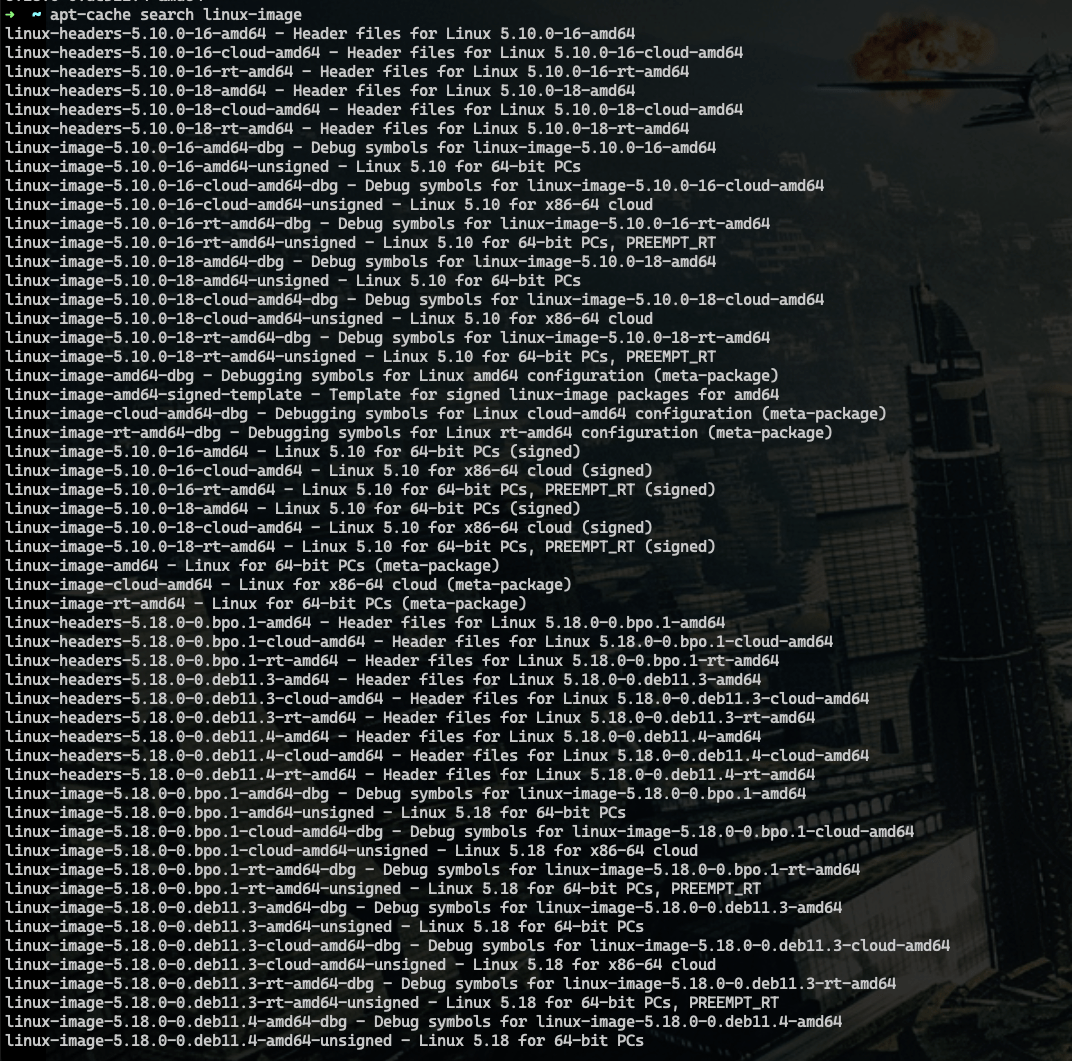 ➜  ~ apt-cache search linux-image
linux-headers-5.10.0-16-amd64 - Header files for Linux 5.10.0-16-amd64
linux-headers-5.10.0-16-cloud-amd64 - Header files for Linux 5.10.0-16-cloud-amd64
linux-headers-5.10.0-16-rt-amd64 - Header files for Linux 5.10.0-16-rt-amd64
linux-headers-5.10.0-18-amd64 - Header files for Linux 5.10.0-18-amd64
linux-headers-5.10.0-18-cloud-amd64 - Header files for Linux 5.10.0-18-cloud-amd64
linux-headers-5.10.0-18-rt-amd64 - Header files for Linux 5.10.0-18-rt-amd64
linux-image-5.10.0-16-amd64-dbg - Debug symbols for linux-image-5.10.0-16-amd64
linux-image-5.10.0-16-amd64-unsigned - Linux 5.10 for 64-bit PCs
linux-image-5.10.0-16-cloud-amd64-dbg - Debug symbols for linux-image-5.10.0-16-cloud-amd64
linux-image-5.10.0-16-cloud-amd64-unsigned - Linux 5.10 for x86-64 cloud
linux-image-5.10.0-16-rt-amd64-dbg - Debug symbols for linux-image-5.10.0-16-rt-amd64
linux-image-5.10.0-16-rt-amd64-unsigned - Linux 5.10 for 64-bit PCs, PREEMPT_RT
linux-image-5.10.0-18-amd64-dbg - Debug symbols for linux-image-5.10.0-18-amd64
linux-image-5.10.0-18-amd64-unsigned - Linux 5.10 for 64-bit PCs
linux-image-5.10.0-18-cloud-amd64-dbg - Debug symbols for linux-image-5.10.0-18-cloud-amd64
linux-image-5.10.0-18-cloud-amd64-unsigned - Linux 5.10 for x86-64 cloud
linux-image-5.10.0-18-rt-amd64-dbg - Debug symbols for linux-image-5.10.0-18-rt-amd64
linux-image-5.10.0-18-rt-amd64-unsigned - Linux 5.10 for 64-bit PCs, PREEMPT_RT
linux-image-amd64-dbg - Debugging symbols for Linux amd64 configuration (meta-package)
linux-image-amd64-signed-template - Template for signed linux-image packages for amd64
linux-image-cloud-amd64-dbg - Debugging symbols for Linux cloud-amd64 configuration (meta-package)
linux-image-rt-amd64-dbg - Debugging symbols for Linux rt-amd64 configuration (meta-package)
linux-image-5.10.0-16-amd64 - Linux 5.10 for 64-bit PCs (signed)
linux-image-5.10.0-16-cloud-amd64 - Linux 5.10 for x86-64 cloud (signed)
linux-image-5.10.0-16-rt-amd64 - Linux 5.10 for 64-bit PCs, PREEMPT_RT (signed)
linux-image-5.10.0-18-amd64 - Linux 5.10 for 64-bit PCs (signed)
linux-image-5.10.0-18-cloud-amd64 - Linux 5.10 for x86-64 cloud (signed)
linux-image-5.10.0-18-rt-amd64 - Linux 5.10 for 64-bit PCs, PREEMPT_RT (signed)
linux-image-amd64 - Linux for 64-bit PCs (meta-package)
linux-image-cloud-amd64 - Linux for x86-64 cloud (meta-package)
linux-image-rt-amd64 - Linux for 64-bit PCs (meta-package)
linux-headers-5.18.0-0.bpo.1-amd64 - Header files for Linux 5.18.0-0.bpo.1-amd64
linux-headers-5.18.0-0.bpo.1-cloud-amd64 - Header files for Linux 5.18.0-0.bpo.1-cloud-amd64
linux-headers-5.18.0-0.bpo.1-rt-amd64 - Header files for Linux 5.18.0-0.bpo.1-rt-amd64
linux-headers-5.18.0-0.deb11.3-amd64 - Header files for Linux 5.18.0-0.deb11.3-amd64
linux-headers-5.18.0-0.deb11.3-cloud-amd64 - Header files for Linux 5.18.0-0.deb11.3-cloud-amd64
linux-headers-5.18.0-0.deb11.3-rt-amd64 - Header files for Linux 5.18.0-0.deb11.3-rt-amd64
linux-headers-5.18.0-0.deb11.4-amd64 - Header files for Linux 5.18.0-0.deb11.4-amd64
linux-headers-5.18.0-0.deb11.4-cloud-amd64 - Header files for Linux 5.18.0-0.deb11.4-cloud-amd64
linux-headers-5.18.0-0.deb11.4-rt-amd64 - Header files for Linux 5.18.0-0.deb11.4-rt-amd64
linux-image-5.18.0-0.bpo.1-amd64-dbg - Debug symbols for linux-image-5.18.0-0.bpo.1-amd64
linux-image-5.18.0-0.bpo.1-amd64-unsigned - Linux 5.18 for 64-bit PCs
linux-image-5.18.0-0.bpo.1-cloud-amd64-dbg - Debug symbols for linux-image-5.18.0-0.bpo.1-cloud-amd64
linux-image-5.18.0-0.bpo.1-cloud-amd64-unsigned - Linux 5.18 for x86-64 cloud
linux-image-5.18.0-0.bpo.1-rt-amd64-dbg - Debug symbols for linux-image-5.18.0-0.bpo.1-rt-amd64
linux-image-5.18.0-0.bpo.1-rt-amd64-unsigned - Linux 5.18 for 64-bit PCs, PREEMPT_RT
linux-image-5.18.0-0.deb11.3-amd64-dbg - Debug symbols for linux-image-5.18.0-0.deb11.3-amd64
linux-image-5.18.0-0.deb11.3-amd64-unsigned - Linux 5.18 for 64-bit PCs
linux-image-5.18.0-0.deb11.3-cloud-amd64-dbg - Debug symbols for linux-image-5.18.0-0.deb11.3-cloud-amd64
linux-image-5.18.0-0.deb11.3-cloud-amd64-unsigned - Linux 5.18 for x86-64 cloud
linux-image-5.18.0-0.deb11.3-rt-amd64-dbg - Debug symbols for linux-image-5.18.0-0.deb11.3-rt-amd64
linux-image-5.18.0-0.deb11.3-rt-amd64-unsigned - Linux 5.18 for 64-bit PCs, PREEMPT_RT
linux-image-5.18.0-0.deb11.4-amd64-dbg - Debug symbols for linux-image-5.18.0-0.deb11.4-amd64
linux-image-5.18.0-0.deb11.4-amd64-unsigned - Linux 5.18 for 64-bit PCs